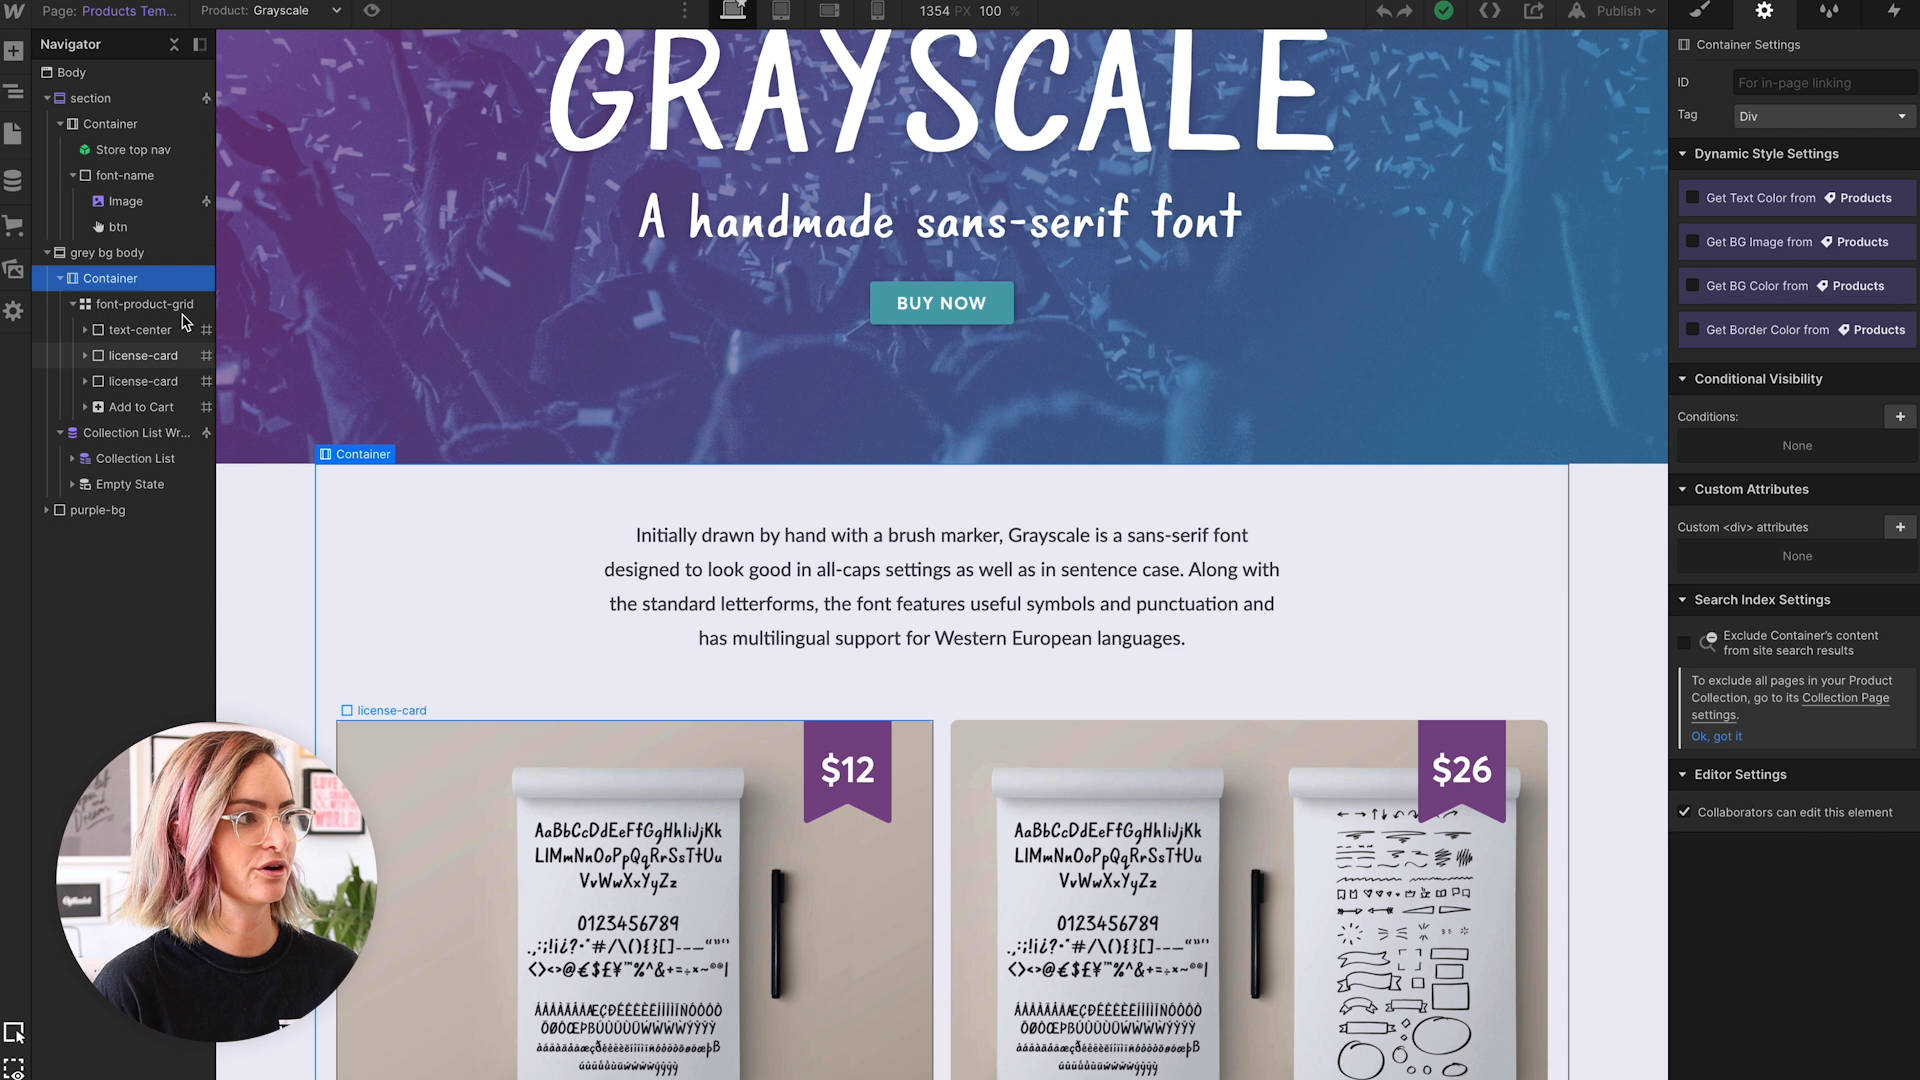 Page: Products Tem...
Product: Grayscale
1354 PX 100 %
Publish
Navigator
Body
section
Container
Store top nav
font-name
Image
btn
grey bg body
Container
font-product-grid
text-center
license-card
license-card
Add to Cart
Collection List Wr...
Collection List
Empty State
purple-bg
GRAYSCALE
A handmade sans-serif font
BUY NOW
Container
Initially drawn by hand with a brush marker, Grayscale is a sans-serif font
designed to look good in all-caps settings as well as in sentence case. Along with
the standard letterforms, the font features useful symbols and punctuation and
has multilingual support for Western European languages.
license-card
$12
AaBbCcDdEeFfGgHhIiJjKk
LlMmNnOoPpQqRrSsTtUu
VvWwXxYyZz
0123456789
$26
AaBbCcDdEeFfGgHhIiJjKk
LlMmNnOoPpQqRrSsTtUu
VvWwXxYyZz
0123456789
Container Settings
ID
For in-page linking
Tag
Div
Dynamic Style Settings
Get Text Color from Products
Get BG Image from Products
Get BG Color from Products
Get Border Color from Products
Conditional Visibility
Conditions:
None
Custom Attributes
Custom <div> attributes
None
Search Index Settings
Exclude Container's content
from site search results
To exclude all pages in your Product
Collection, go to its Collection Page
settings.
Ok, got it
Editor Settings
Collaborators can edit this element